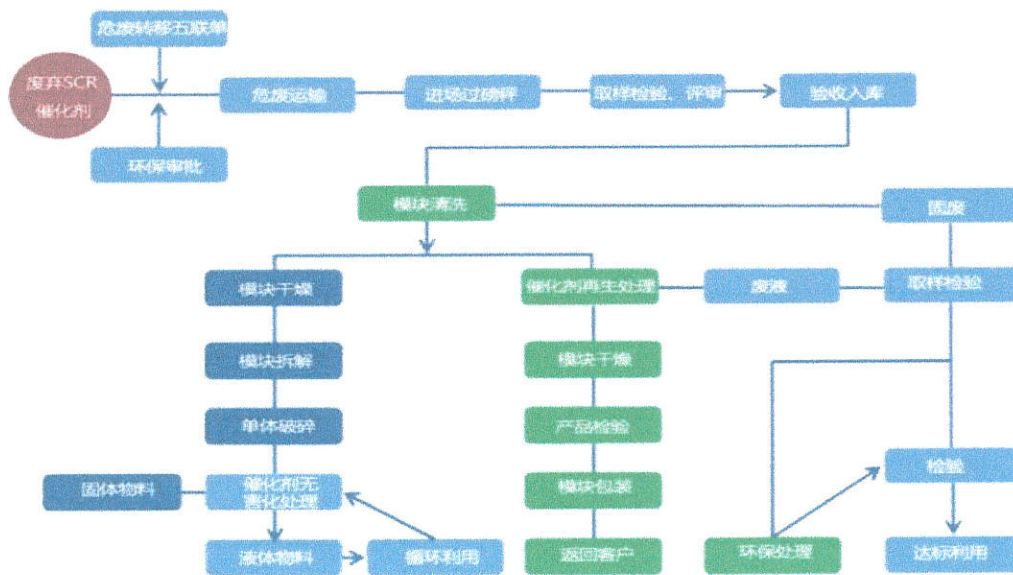 危废转移五联单
废弃SCR
催化剂
危废运输
进场过磅秤
取样检验、评审
验收入库
环保审批
模块清洗
固废
模块干燥
催化剂再生处理
废液
取样检验
模块拆解
模块干燥
单体破碎
产品检验
固体物料
催化剂无
害化处理
模块包装
检验
液体物料
循环利用
返回客户
环保处理
达标利用